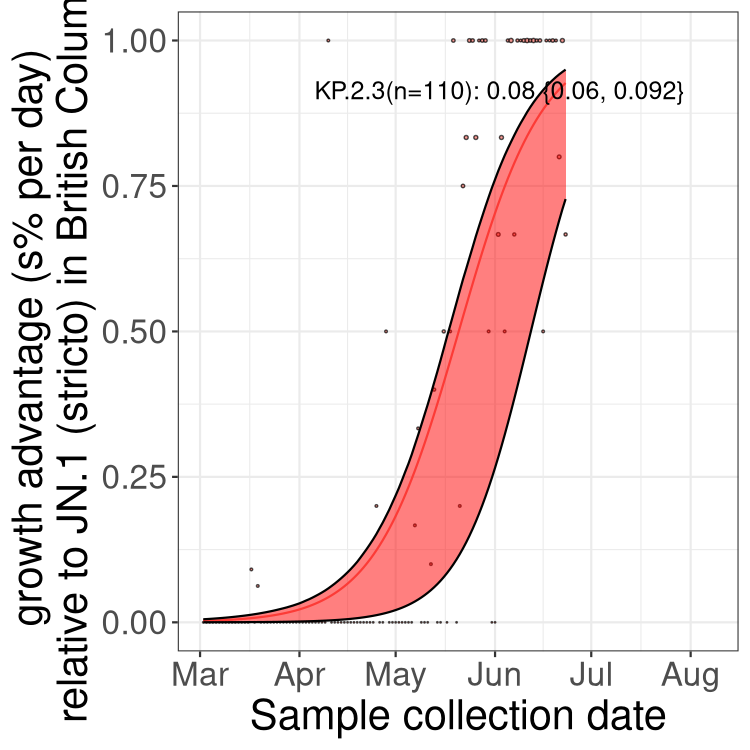 growth advantage (s% per day)
relative to JN.1 (stricto) in British Colum
1.00
0.75
0.50
0.25
0.00
KP.2.3(n=110): 0.08 {0.06, 0.092}
Mar Apr May Jun Jul Aug
Sample collection date